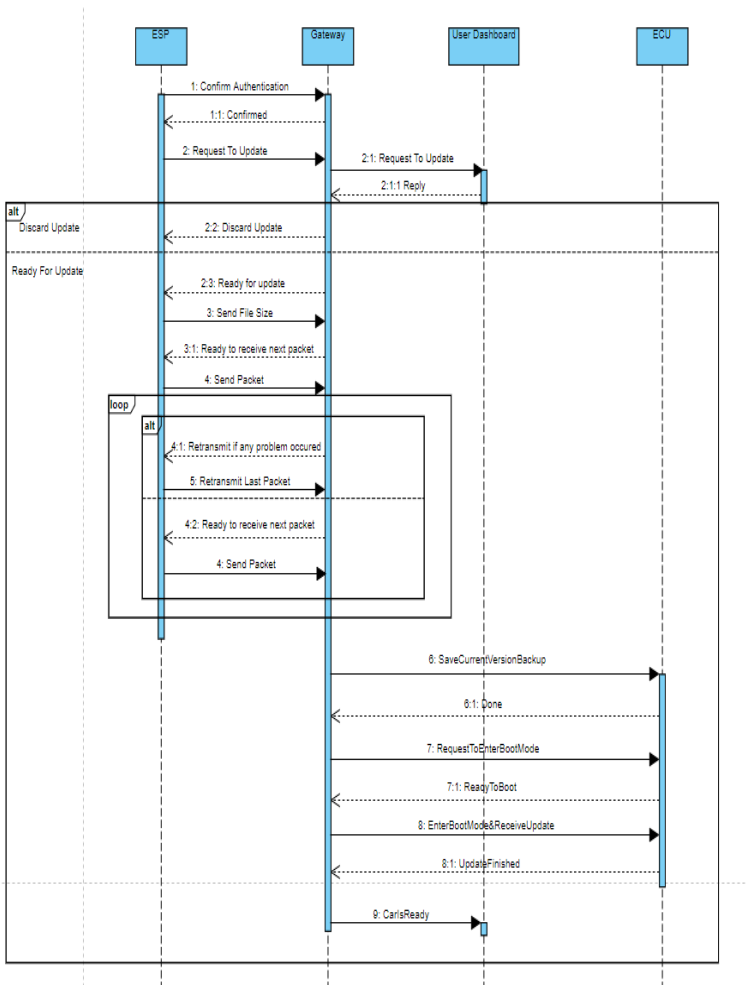 ESP
Gateway
User Dashboard
ECU
1: Confirm Authentication
1:1: Confirmed
2: Request To Update
2:1: Request To Update
2:1:1 Reply
alt
Discard Update
2:2: Discard Update
Ready For Update
2:3: Ready for update
3: Send File Size
3:1: Ready to receive next packet
4: Send Packet
loop
alt
4:1: Retransmit if any problem occured
5: Retransmit Last Packet
4:2: Ready to receive next packet
4: Send Packet
6: SaveCurrentVersionBackup
6:1: Done
7: RequestToEnterBootMode
7:1: ReadyToBoot
8: EnterBootMode&ReceiveUpdate
8:1: UpdateFinished
9: CarIsReady